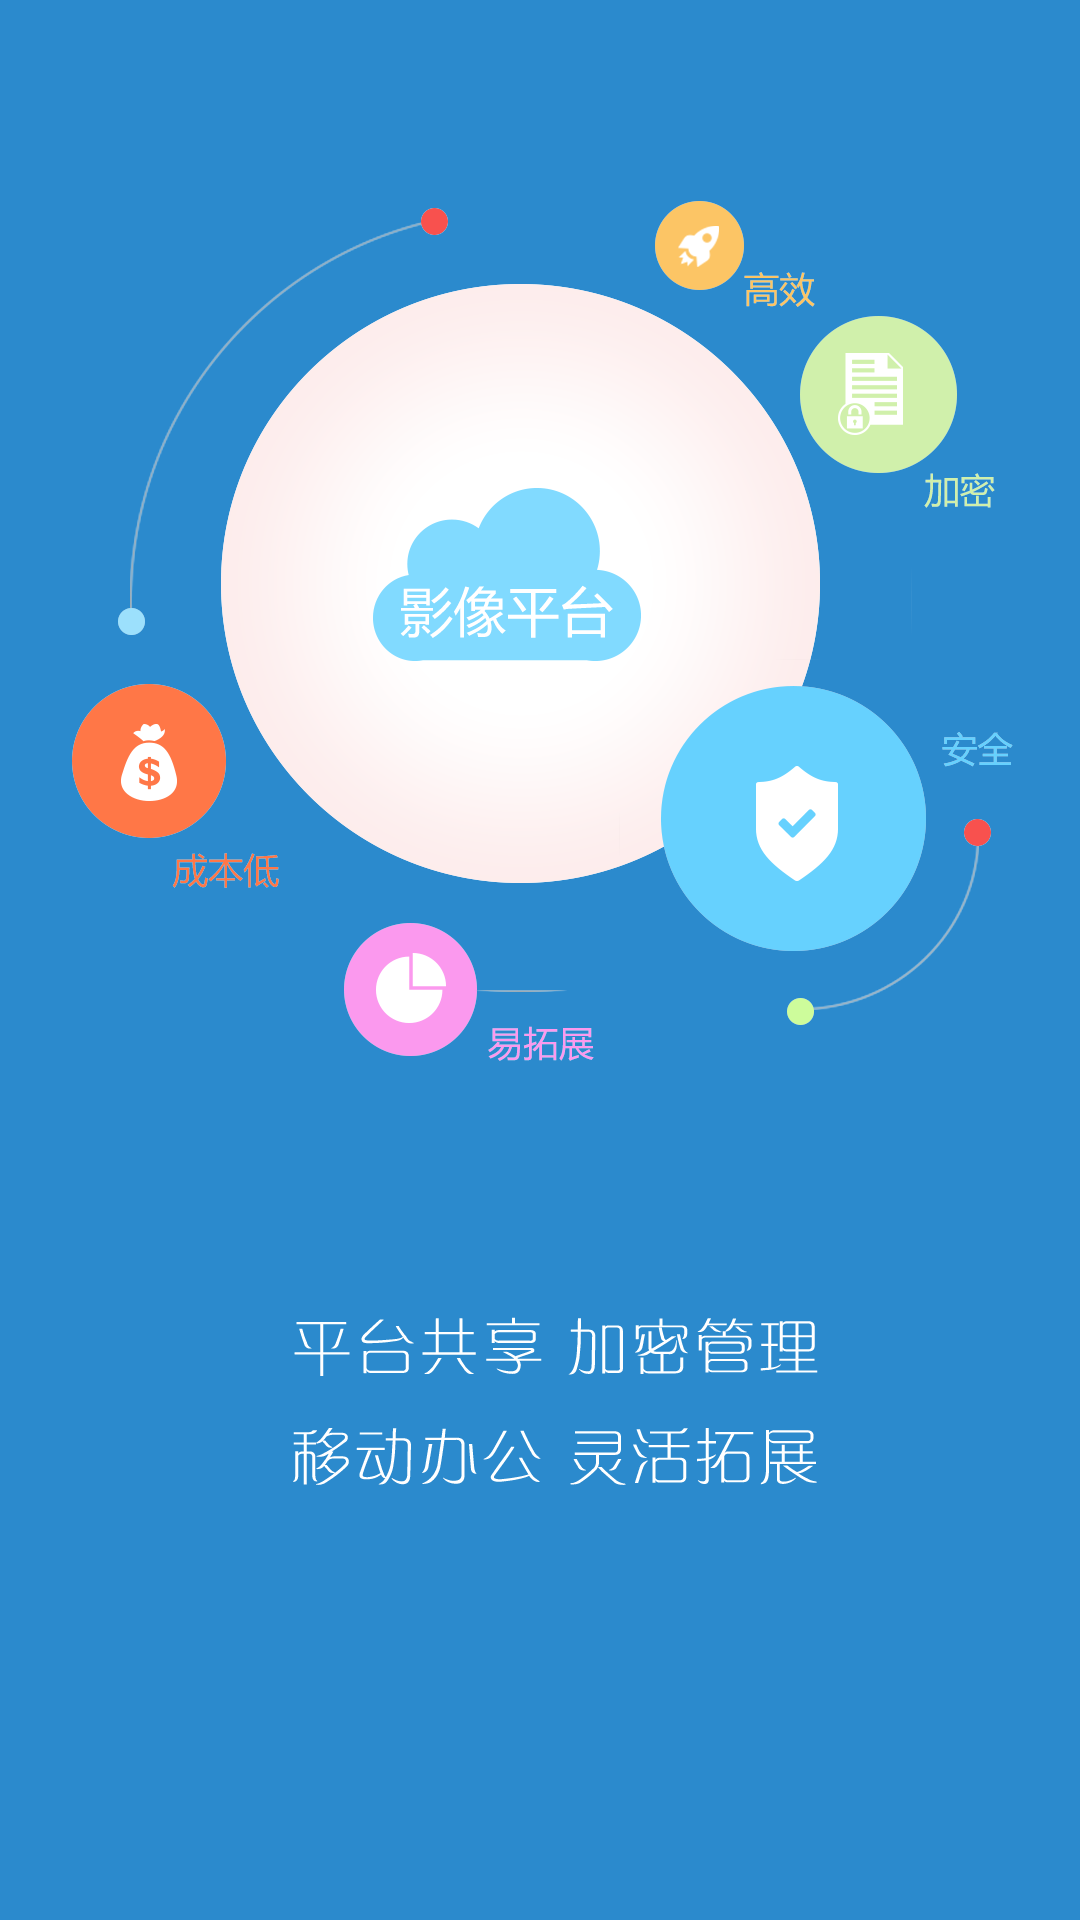 高效
加密
影像平台
安全
$
成本低
易拓展
平台共享 加密管理
移动办公 灵活拓展